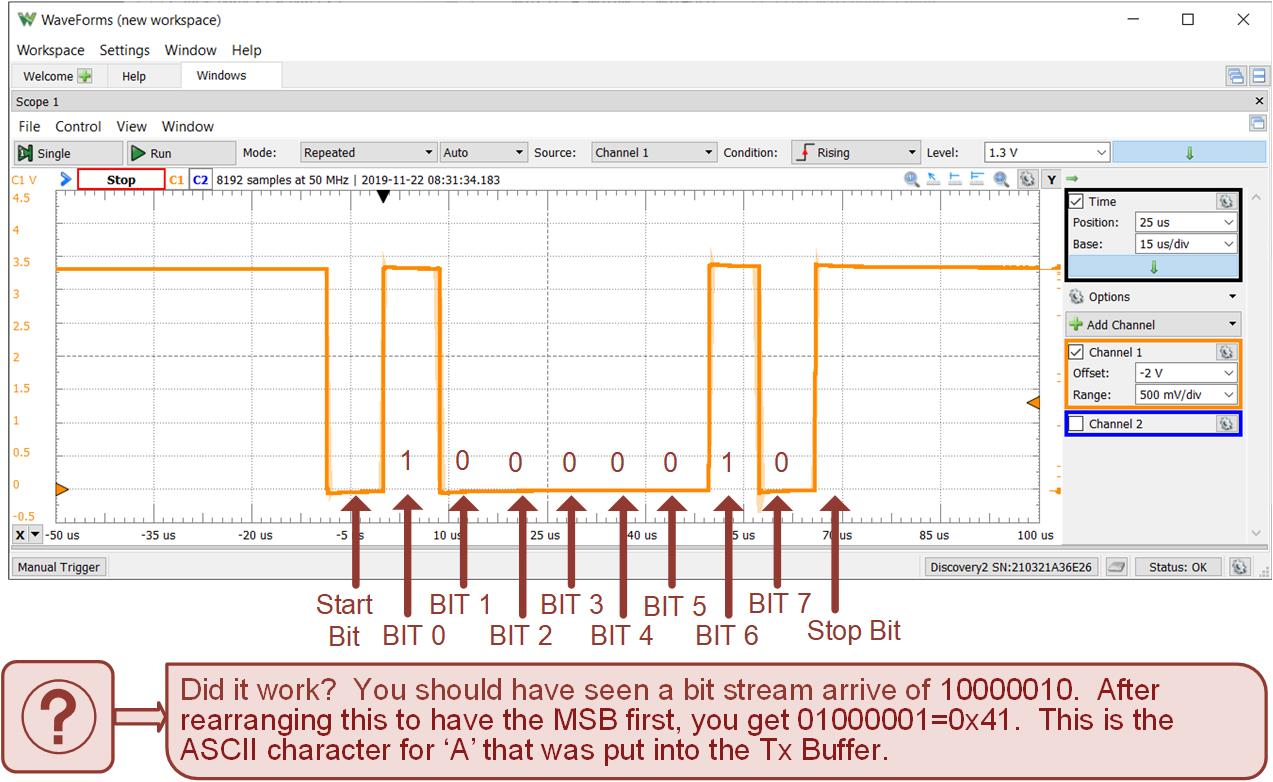 WaveForms (new workspace)
Workspace Settings Window Help
Welcome Help Windows
Scope 1
File Control View Window
Single Run Mode: Repeated Auto Source: Channel 1 Condition: Rising Level: 1.3 V
C1 V Stop C1 C2 8192 samples at 50 MHz | 2019-11-22 08:31:34.183 Y
4.5
4
3.5
3
2.5
2
1.5
1
0.5
0
-0.5
Time
Position: 25 us
Base: 15 us/div
Options
Add Channel
Channel 1
Offset: -2 V
Range: 500 mV/div
Channel 2
1 0 0 0 0 0 1 0
X -50 us -35 us -20 us -5 us 10 us 25 us 40 us 55 us 70 us 85 us 100 us
Manual Trigger Discovery2 SN:210321A36E26 Status: OK
Start Bit
BIT 0
BIT 1
BIT 2
BIT 3
BIT 4
BIT 5
BIT 6
BIT 7
Stop Bit
?
Did it work? You should have seen a bit stream arrive of 10000010. After
rearranging this to have the MSB first, you get 01000001=0x41. This is the
ASCII character for ‘A’ that was put into the Tx Buffer.